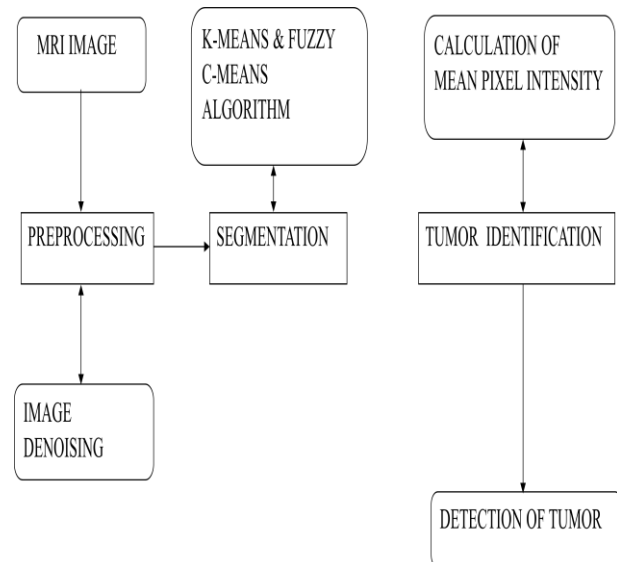 MRI IMAGE
K-MEANS & FUZZY
C-MEANS
ALGORITHM
CALCULATION OF
MEAN PIXEL INTENSITY
PREPROCESSING
SEGMENTATION
TUMOR IDENTIFICATION
IMAGE
DENOISING
DETECTION OF TUMOR